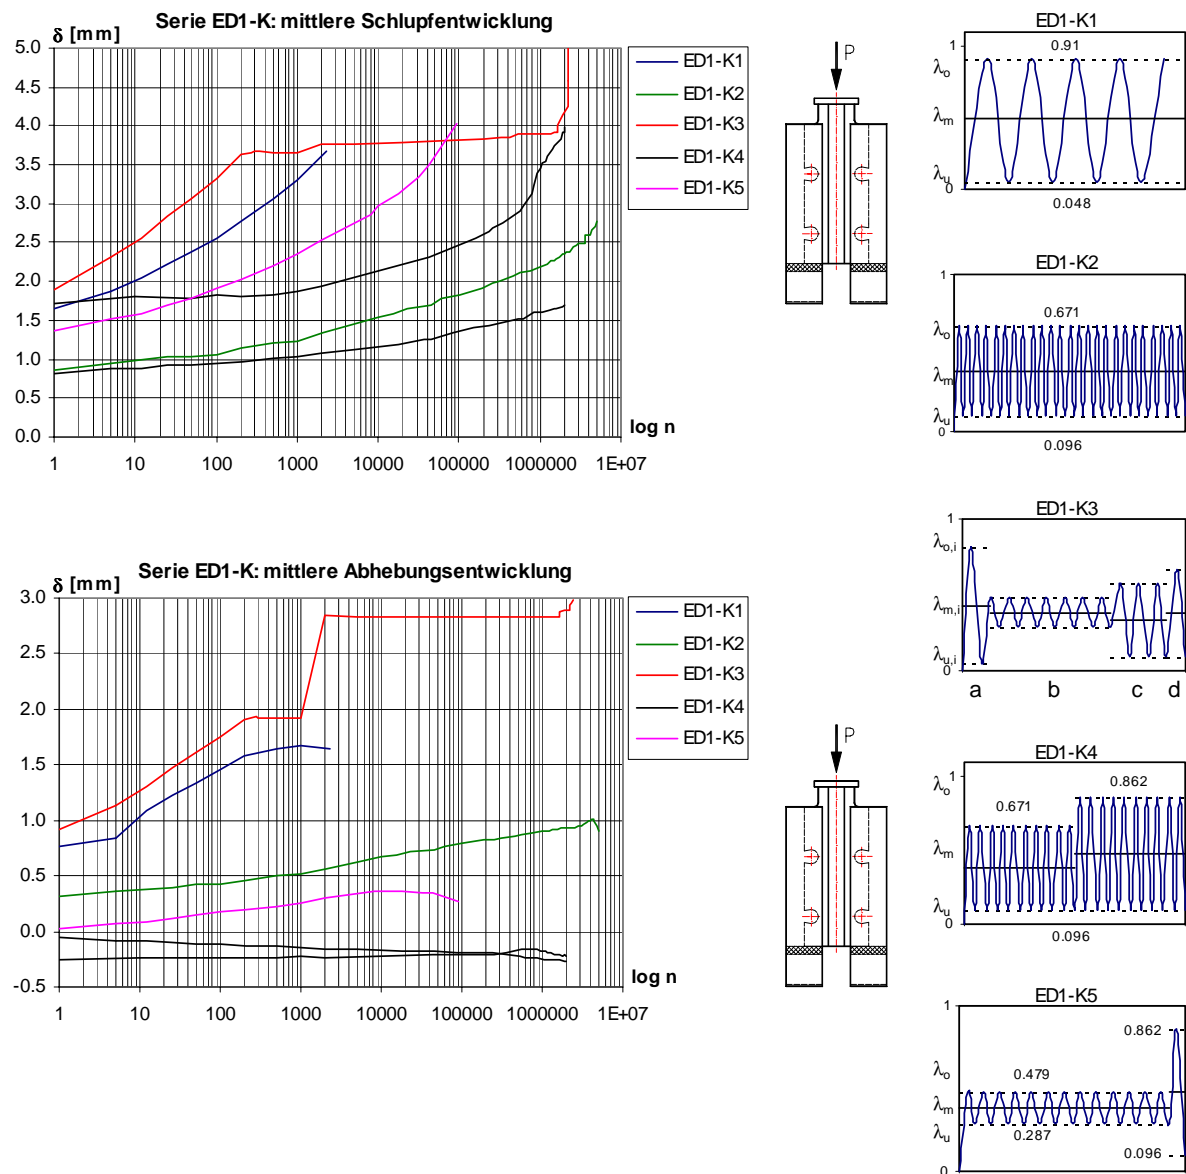 Serie ED1-K: mittlere Schlupfentwicklung
δ [mm]
5.0
4.5
4.0
3.5
3.0
2.5
2.0
1.5
1.0
0.5
0.0
1 10 100 1000 10000 100000 1000000 1E+07
log n
ED1-K1
ED1-K2
ED1-K3
ED1-K4
ED1-K5
P
ED1-K1
1
0.91
λo
λm
λu
0
0.048
ED1-K2
1
0.671
λo
λm
λu
0
0.096
Serie ED1-K: mittlere Abhebungsentwicklung
δ [mm]
3.0
2.5
2.0
1.5
1.0
0.5
0.0
-0.5
1 10 100 1000 10000 100000 1000000 1E+07
log n
ED1-K1
ED1-K2
ED1-K3
ED1-K4
ED1-K5
P
ED1-K3
1
λo,i
λm,i
λu,i
0
a b c d
ED1-K4
1
0.862
λo
0.671
λm
λu
0
0.096
ED1-K5
1
0.862
λo
0.479
λm
λu
0.287
0.096
0